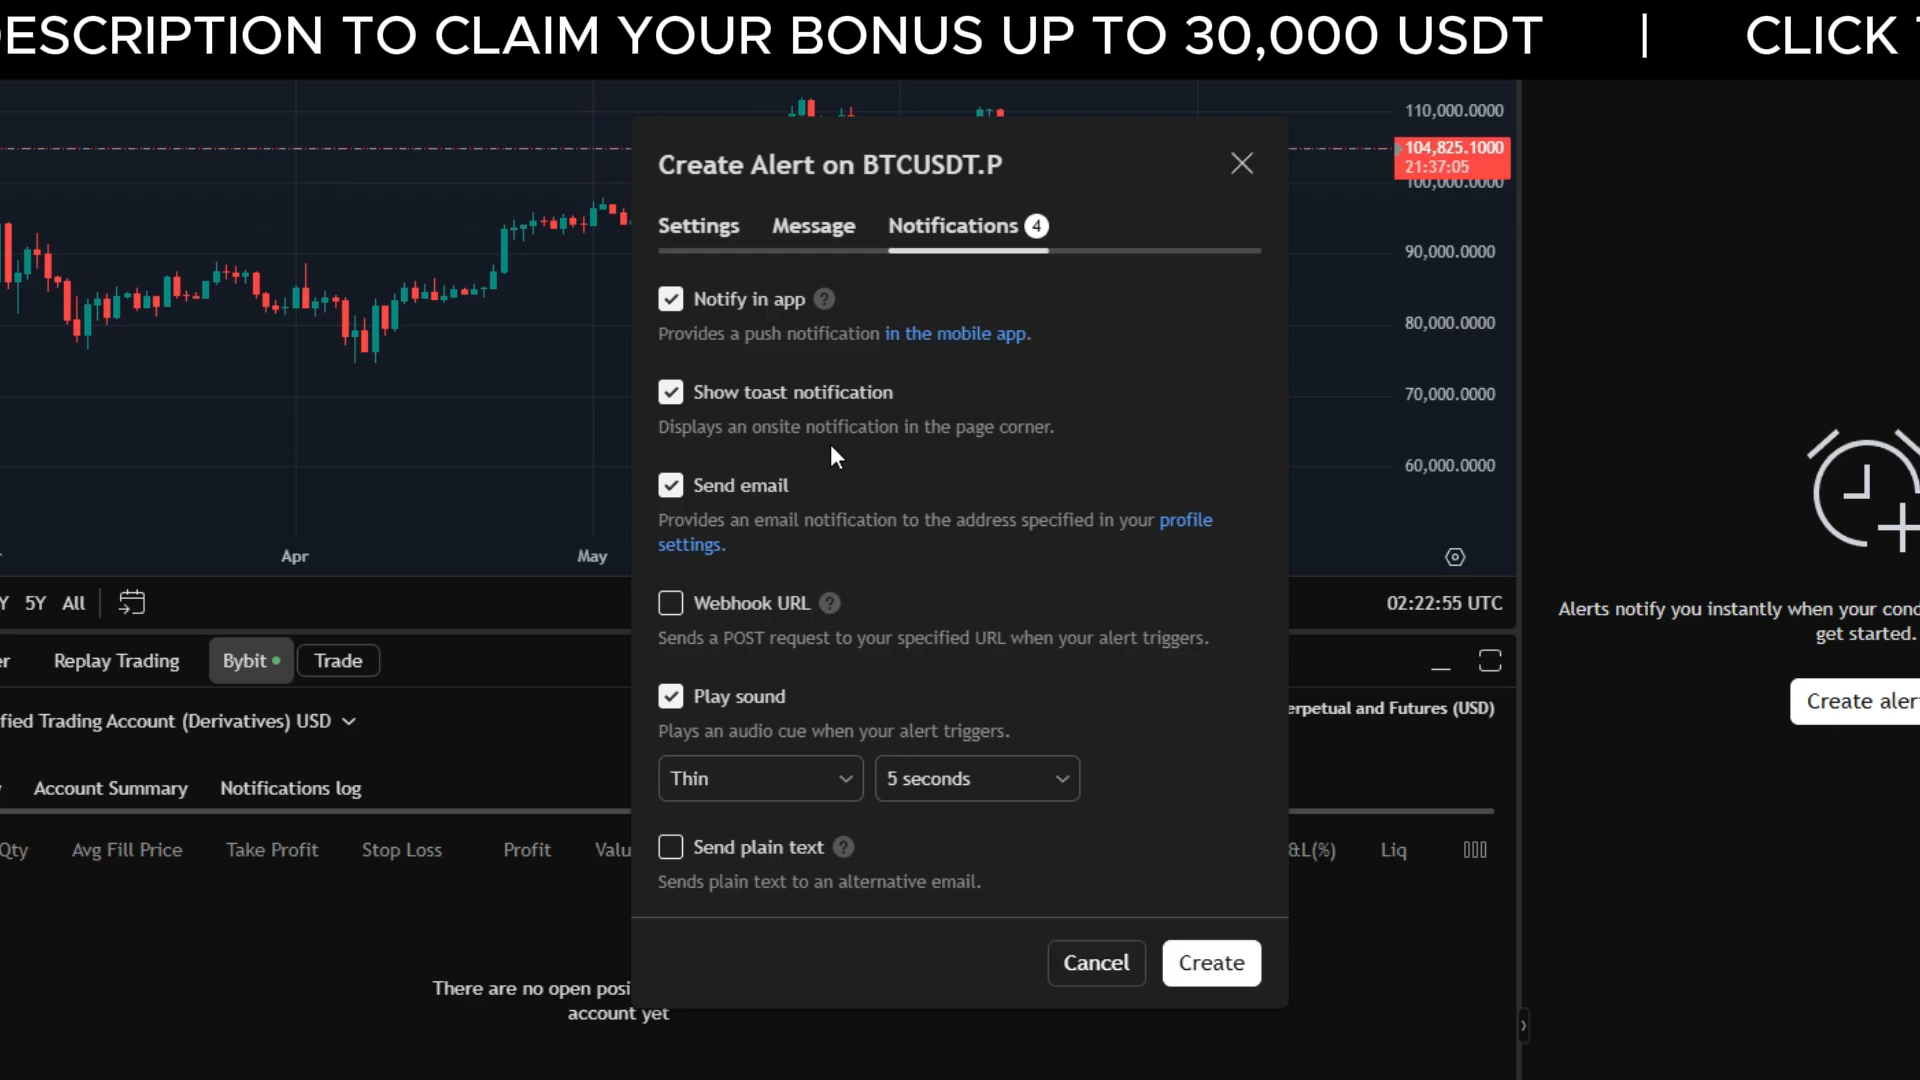 ESCRIPTION TO CLAIM YOUR BONUS UP TO 30,000 USDT | CLICK
110,000.0000
104,825.1000
21:37:05
100,000.0000
90,000.0000
80,000.0000
70,000.0000
60,000.0000
Apr
May
Y 5Y All
02:22:55 UTC
er Replay Trading Bybit Trade
fied Trading Account (Derivatives) USD
erpetual and Futures (USD)
Account Summary Notifications log
Qty Avg Fill Price Take Profit Stop Loss Profit Valu
&L(%) Liq
There are no open posi
account yet
Create Alert on BTCUSDT.P
Settings Message Notifications 4
Notify in app ?
Provides a push notification in the mobile app.
Show toast notification
Displays an onsite notification in the page corner.
Send email
Provides an email notification to the address specified in your profile
settings.
Webhook URL ?
Sends a POST request to your specified URL when your alert triggers.
Play sound
Plays an audio cue when your alert triggers.
Thin 5 seconds
Send plain text ?
Sends plain text to an alternative email.
Cancel Create
Alerts notify you instantly when your cond
get started.
Create aler